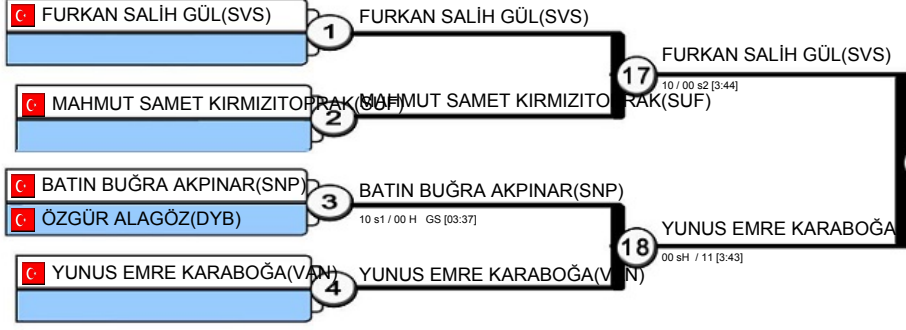 FURKAN SALİH GÜL(SVS)
1
FURKAN SALİH GÜL(SVS)
FURKAN SALİH GÜL(SVS)
17
10 / 00 s2 [3:44]
MAHMUT SAMET KIRMIZITOPRAK(SUF)
2
MAHMUT SAMET KIRMIZITOPRAK(SUF)
BATIN BUĞRA AKPINAR(SNP)
3
BATIN BUĞRA AKPINAR(SNP)
ÖZGÜR ALAGÖZ(DYB)
10 s1 / 00 H GS [03:37]
YUNUS EMRE KARABOĞA
18
00 sH / 11 [3:43]
YUNUS EMRE KARABOĞA(VAN)
4
YUNUS EMRE KARABOĞA(VAN)